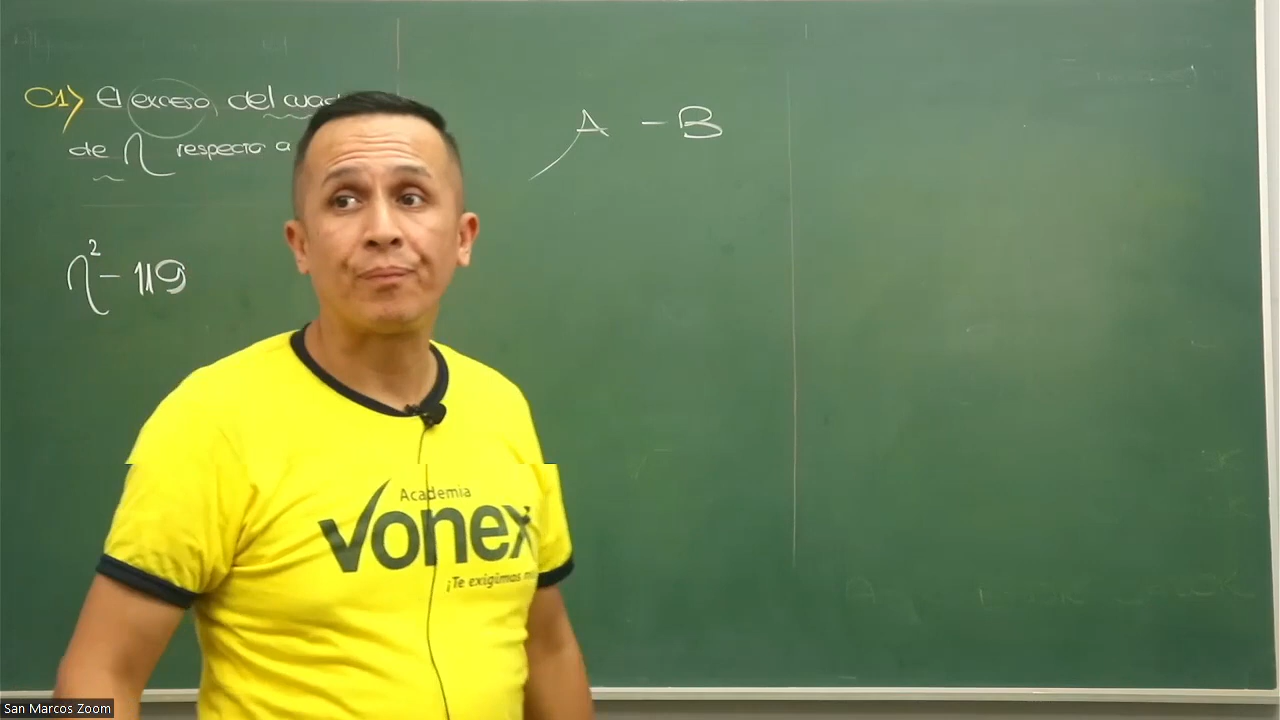 01> El exceso, del cuad
de n respecto a
n² - 119
A - B
Academia
Vonex
¡Te exigimos m
San Marcos Zoom